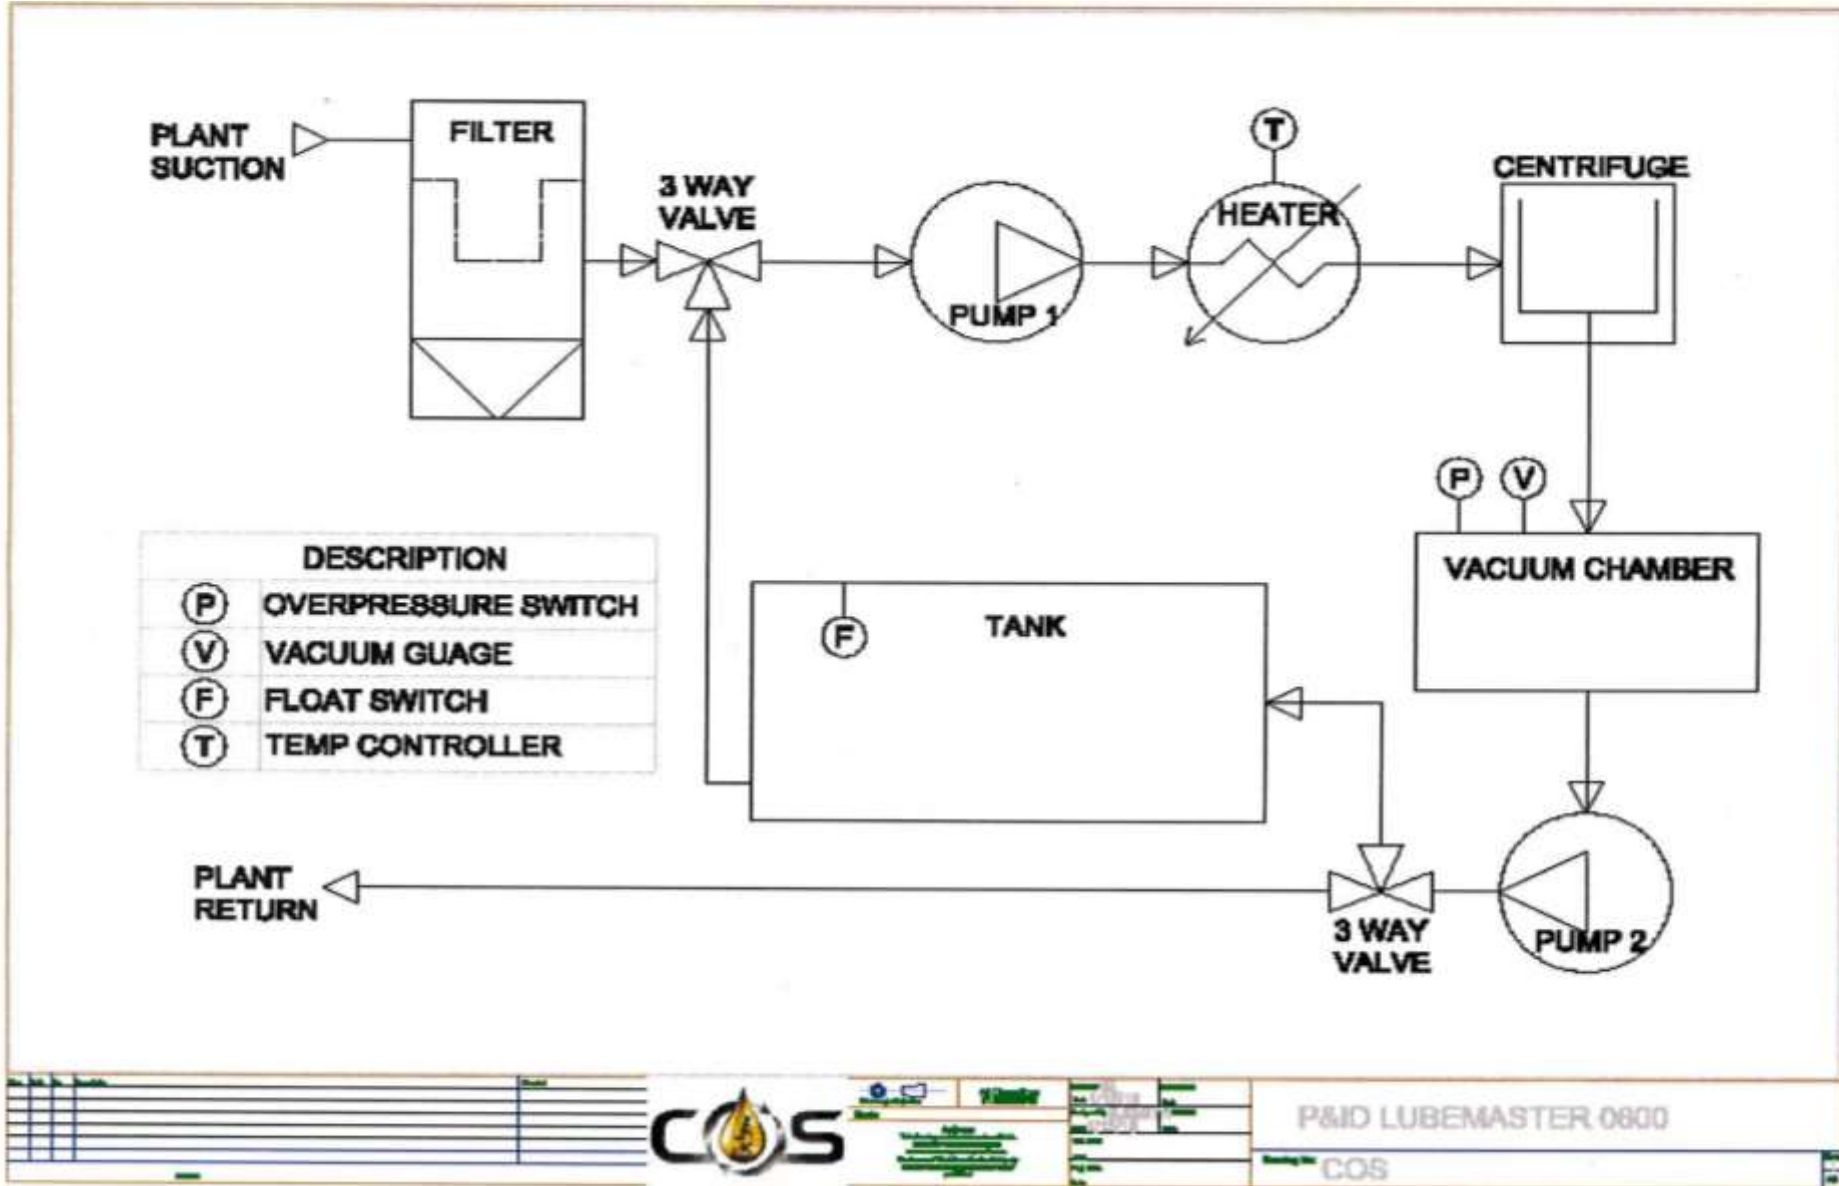 PLANT
SUCTION
FILTER
3 WAY
VALVE
PUMP 1
T
HEATER
CENTRIFUGE
P
V
VACUUM CHAMBER
DESCRIPTION
P OVERPRESSURE SWITCH
V VACUUM GUAGE
F FLOAT SWITCH
T TEMP CONTROLLER
F
TANK
PLANT
RETURN
3 WAY
VALVE
PUMP 2
COS
P&ID LUBEMASTER 0600
COS